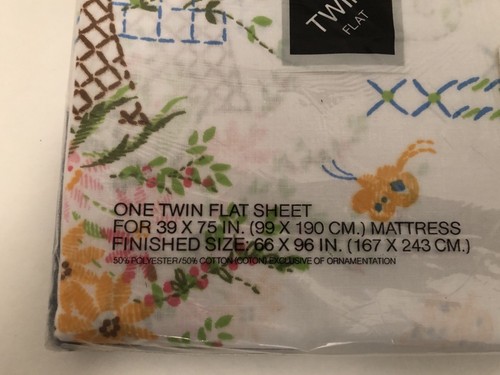 TWIN
FLAT
ONE TWIN FLAT SHEET
FOR 39 X 75 IN. (99 X 190 CM.) MATTRESS
FINISHED SIZE: 66 X 96 IN. (167 X 243 CM.)
50% POLYESTER/50% COTTON (COTON) EXCLUSIVE OF ORNAMENTATION